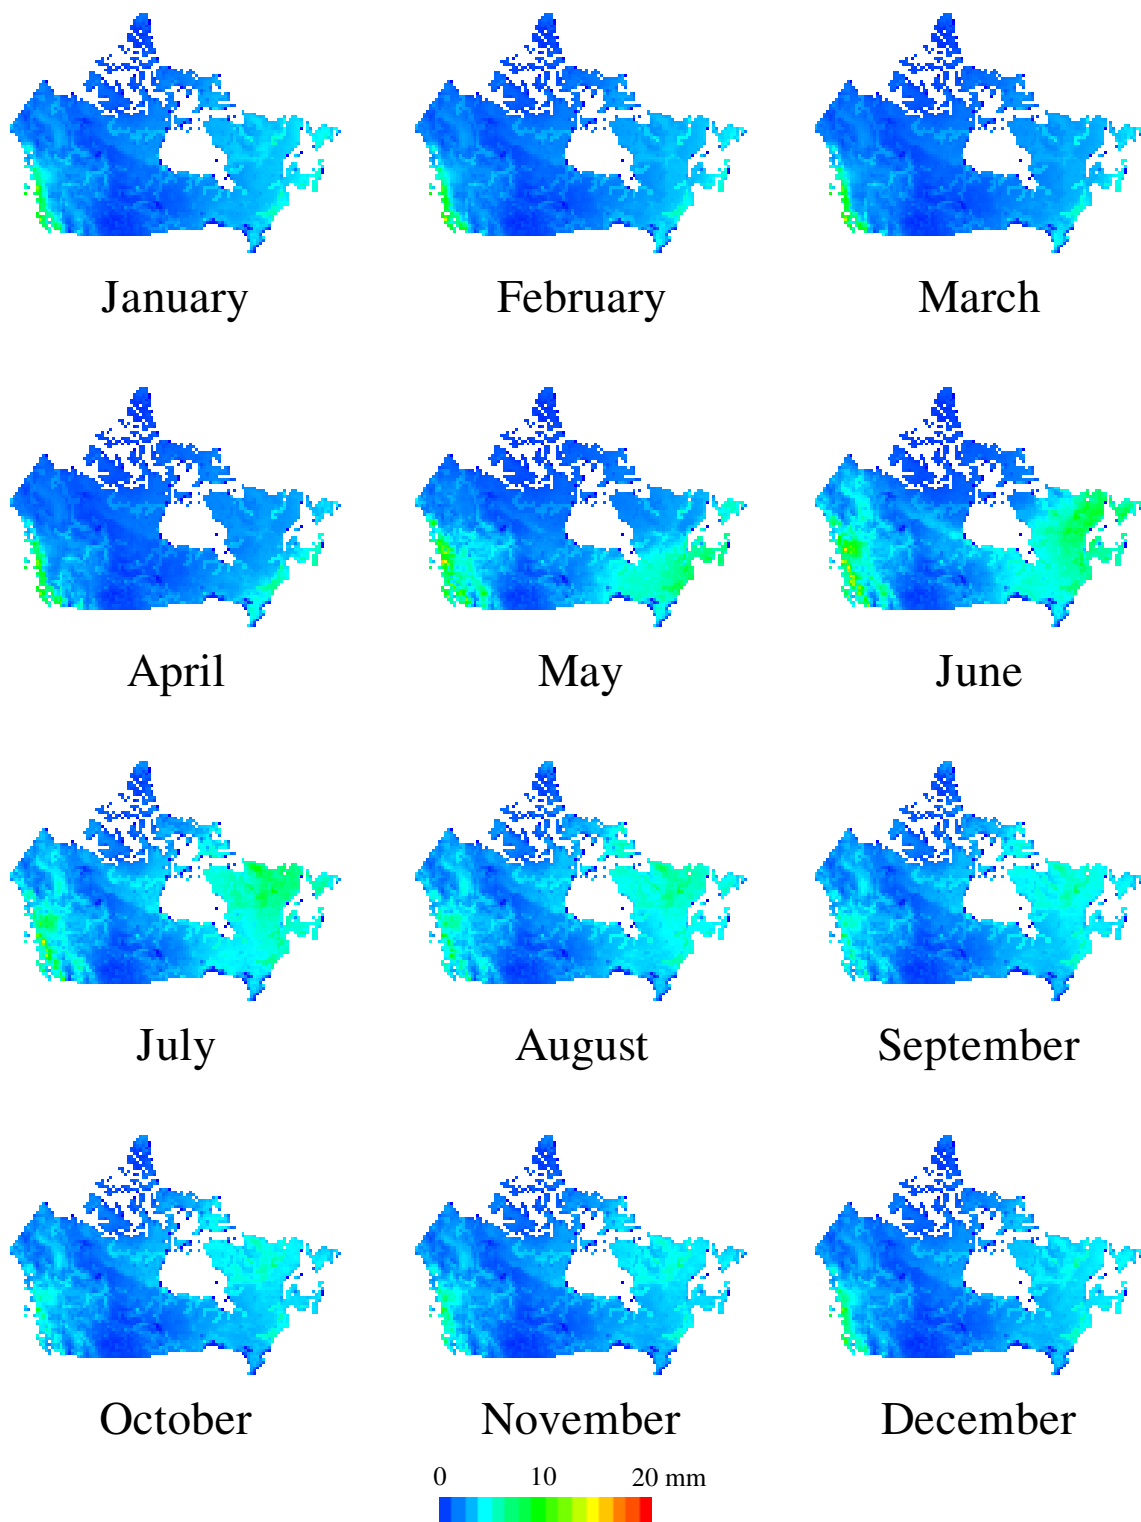 January February March
April May June
July August September
October November December
0 10 20 mm